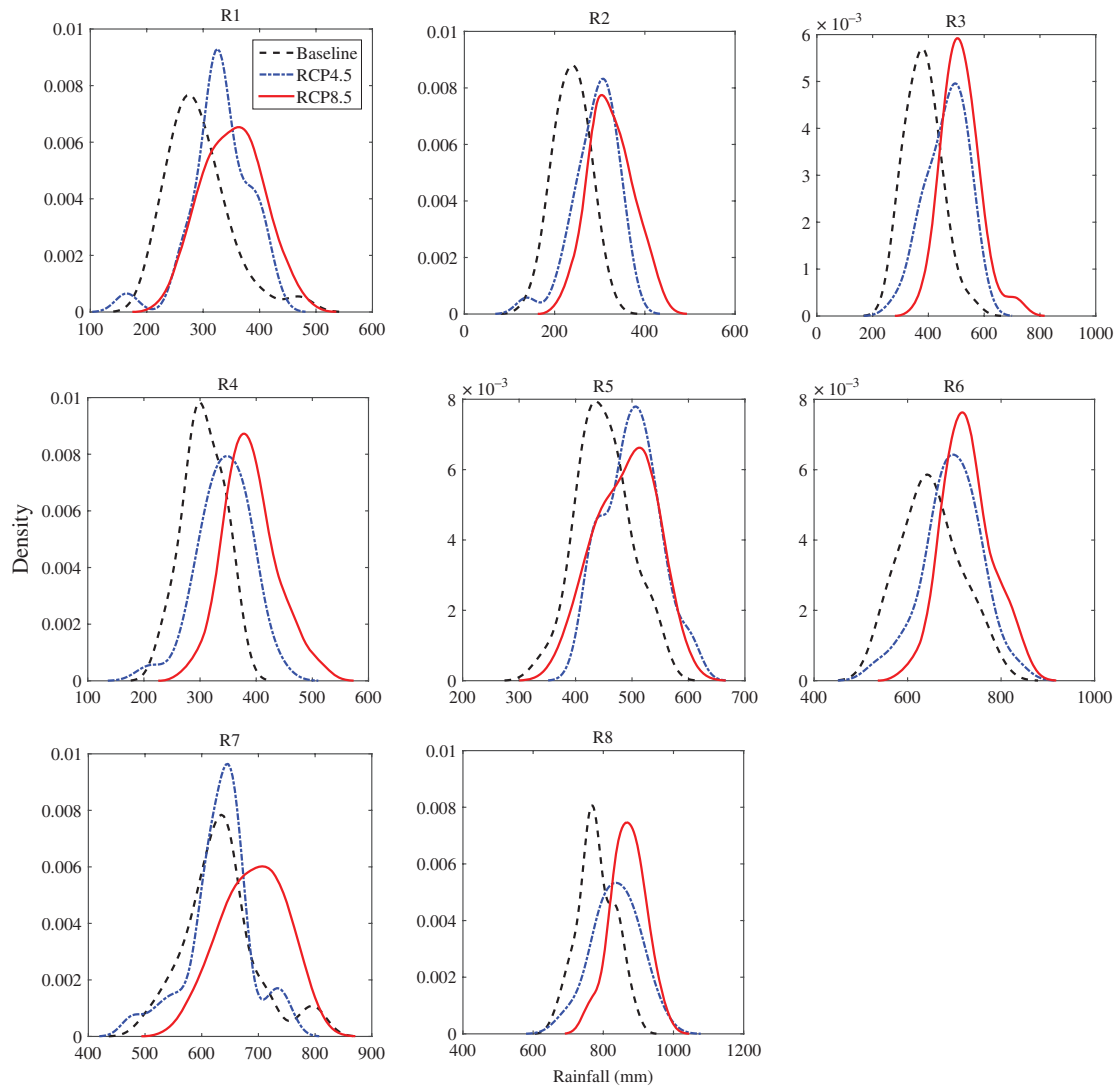 R1
0.01
0.008
0.006
0.004
0.002
0
100 200 300 400 500 600
Baseline
RCP4.5
RCP8.5
R2
0.01
0.008
0.006
0.004
0.002
0
0 200 400 600
R3
× 10⁻³
6
5
4
3
2
1
0
0 200 400 600 800 1000
R4
0.01
0.008
0.006
0.004
0.002
0
100 200 300 400 500 600
Density
R5
× 10⁻³
8
6
4
2
0
200 300 400 500 600 700
R6
× 10⁻³
8
6
4
2
0
400 600 800 1000
R7
0.01
0.008
0.006
0.004
0.002
0
400 500 600 700 800 900
R8
0.01
0.008
0.006
0.004
0.002
0
400 600 800 1000 1200
Rainfall (mm)